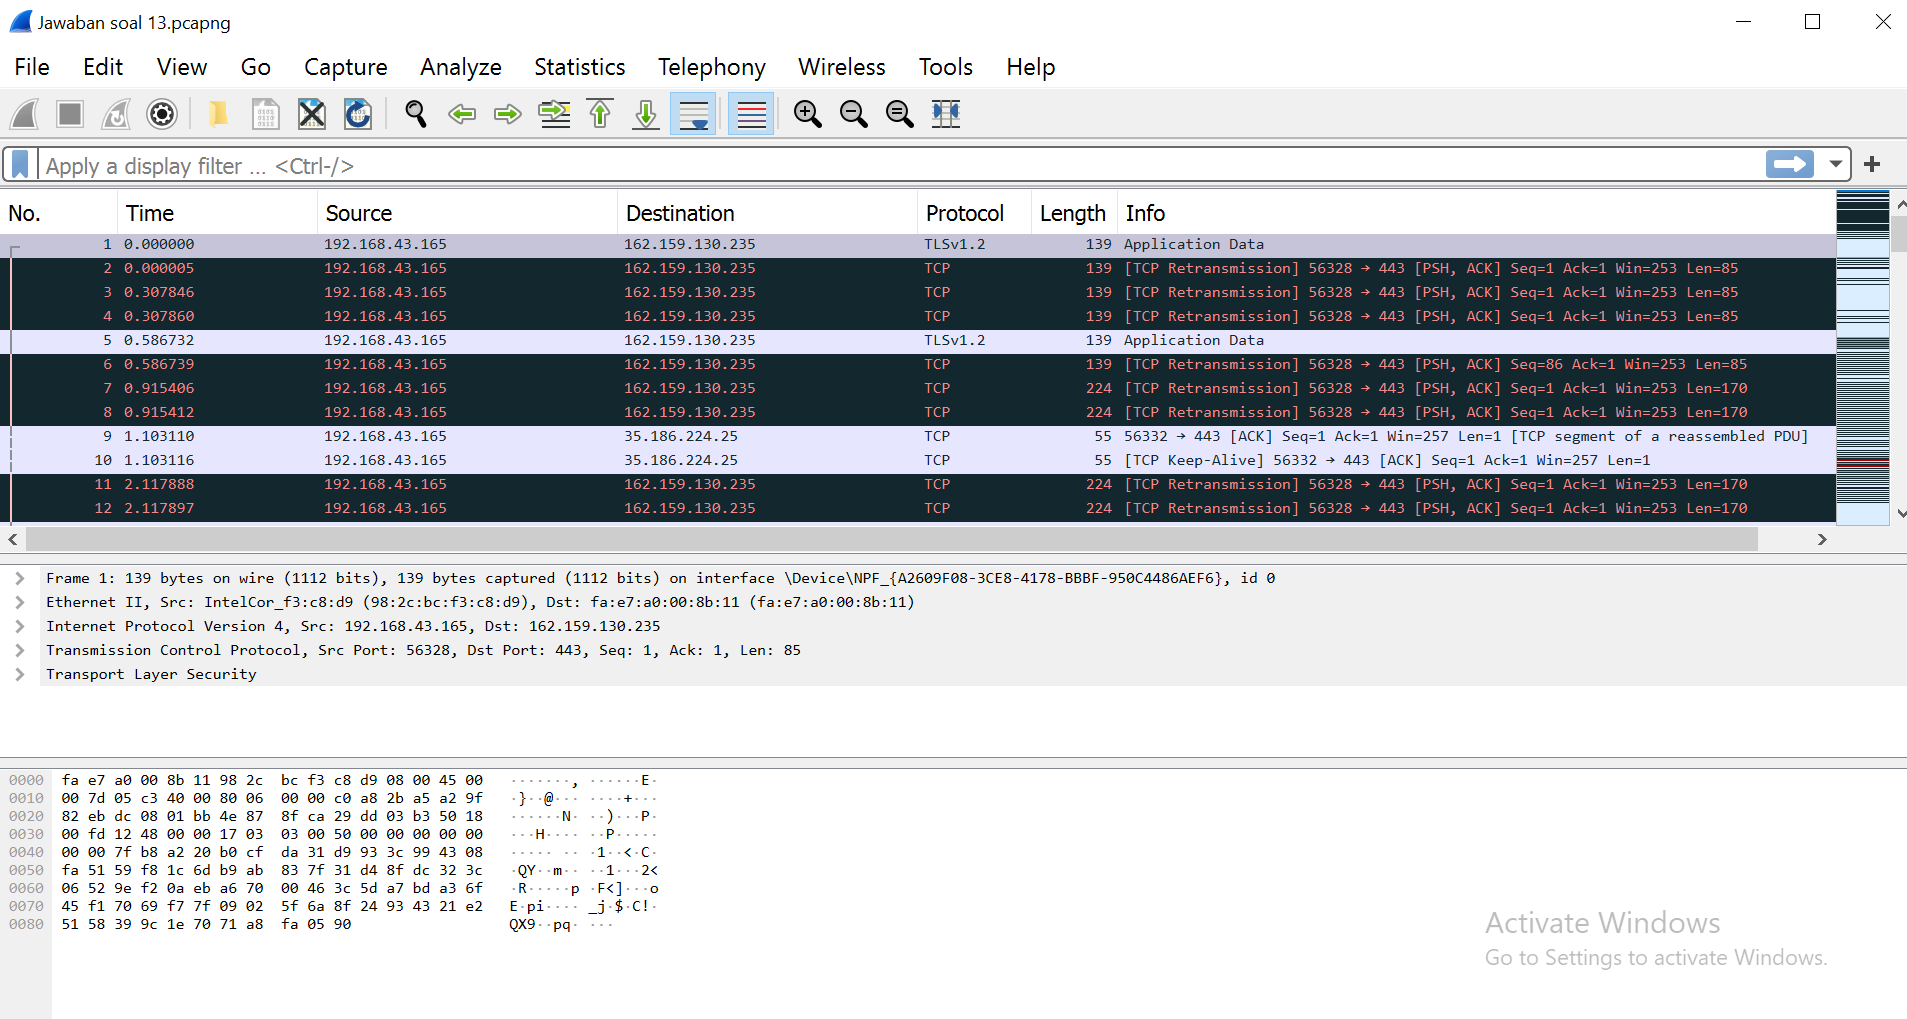 Jawaban soal 13.pcapng
File Edit View Go Capture Analyze Statistics Telephony Wireless Tools Help
Apply a display filter ... <Ctrl-/>
No. Time Source Destination Protocol Length Info
1 0.000000 192.168.43.165 162.159.130.235 TLSv1.2 139 Application Data
2 0.000005 192.168.43.165 162.159.130.235 TCP 139 [TCP Retransmission] 56328 → 443 [PSH, ACK] Seq=1 Ack=1 Win=253 Len=85
3 0.307846 192.168.43.165 162.159.130.235 TCP 139 [TCP Retransmission] 56328 → 443 [PSH, ACK] Seq=1 Ack=1 Win=253 Len=85
4 0.307860 192.168.43.165 162.159.130.235 TCP 139 [TCP Retransmission] 56328 → 443 [PSH, ACK] Seq=1 Ack=1 Win=253 Len=85
5 0.586732 192.168.43.165 162.159.130.235 TLSv1.2 139 Application Data
6 0.586739 192.168.43.165 162.159.130.235 TCP 139 [TCP Retransmission] 56328 → 443 [PSH, ACK] Seq=86 Ack=1 Win=253 Len=85
7 0.915406 192.168.43.165 162.159.130.235 TCP 224 [TCP Retransmission] 56328 → 443 [PSH, ACK] Seq=1 Ack=1 Win=253 Len=170
8 0.915412 192.168.43.165 162.159.130.235 TCP 224 [TCP Retransmission] 56328 → 443 [PSH, ACK] Seq=1 Ack=1 Win=253 Len=170
9 1.103110 192.168.43.165 35.186.224.25 TCP 55 56332 → 443 [ACK] Seq=1 Ack=1 Win=257 Len=1 [TCP segment of a reassembled PDU]
10 1.103116 192.168.43.165 35.186.224.25 TCP 55 [TCP Keep-Alive] 56332 → 443 [ACK] Seq=1 Ack=1 Win=257 Len=1
11 2.117888 192.168.43.165 162.159.130.235 TCP 224 [TCP Retransmission] 56328 → 443 [PSH, ACK] Seq=1 Ack=1 Win=253 Len=170
12 2.117897 192.168.43.165 162.159.130.235 TCP 224 [TCP Retransmission] 56328 → 443 [PSH, ACK] Seq=1 Ack=1 Win=253 Len=170
Frame 1: 139 bytes on wire (1112 bits), 139 bytes captured (1112 bits) on interface \Device\NPF_{A2609F08-3CE8-4178-BBBF-950C4486AEF6}, id 0
Ethernet II, Src: IntelCor_f3:c8:d9 (98:2c:bc:f3:c8:d9), Dst: fa:e7:a0:00:8b:11 (fa:e7:a0:00:8b:11)
Internet Protocol Version 4, Src: 192.168.43.165, Dst: 162.159.130.235
Transmission Control Protocol, Src Port: 56328, Dst Port: 443, Seq: 1, Ack: 1, Len: 85
Transport Layer Security
0000 fa e7 a0 00 8b 11 98 2c bc f3 c8 d9 08 00 45 00 ·······, ······E·
0010 00 7d 05 c3 40 00 80 06 00 00 c0 a8 2b a5 a2 9f ·}··@··· ····+···
0020 82 eb dc 08 01 bb 4e 87 8f ca 29 dd 03 b3 50 18 ······N· ··)···P·
0030 00 fd 12 48 00 00 17 03 03 00 50 00 00 00 00 00 ···H···· ··P·····
0040 00 00 7f b8 a2 20 b0 cf da 31 d9 93 3c 99 43 08 ····· ·· ·1··<·C·
0050 fa 51 59 f8 1c 6d b9 ab 83 7f 31 d4 8f dc 32 3c ·QY··m·· ··1···2<
0060 06 52 9e f2 0a eb a6 70 00 46 3c 5d a7 bd a3 6f ·R·····p ·F<]···o
0070 45 f1 70 69 f7 7f 09 02 5f 6a 8f 24 93 43 21 e2 E·pi···· _j·$·C!·
0080 51 58 39 9c 1e 70 71 a8 fa 05 90 QX9··pq· ···
Activate Windows
Go to Settings to activate Windows.